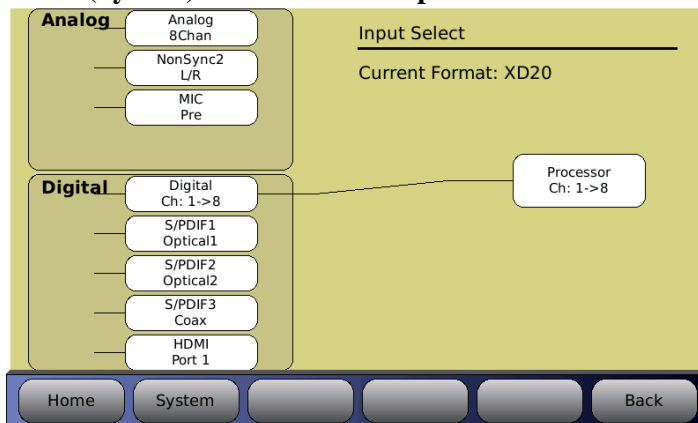 Analog
Analog
8Chan
NonSync2
L/R
MIC
Pre
Input Select
Current Format: XD20
Digital
Digital
Ch: 1->8
S/PDIF1
Optical1
S/PDIF2
Optical2
S/PDIF3
Coax
HDMI
Port 1
Processor
Ch: 1->8
Home
System
Back